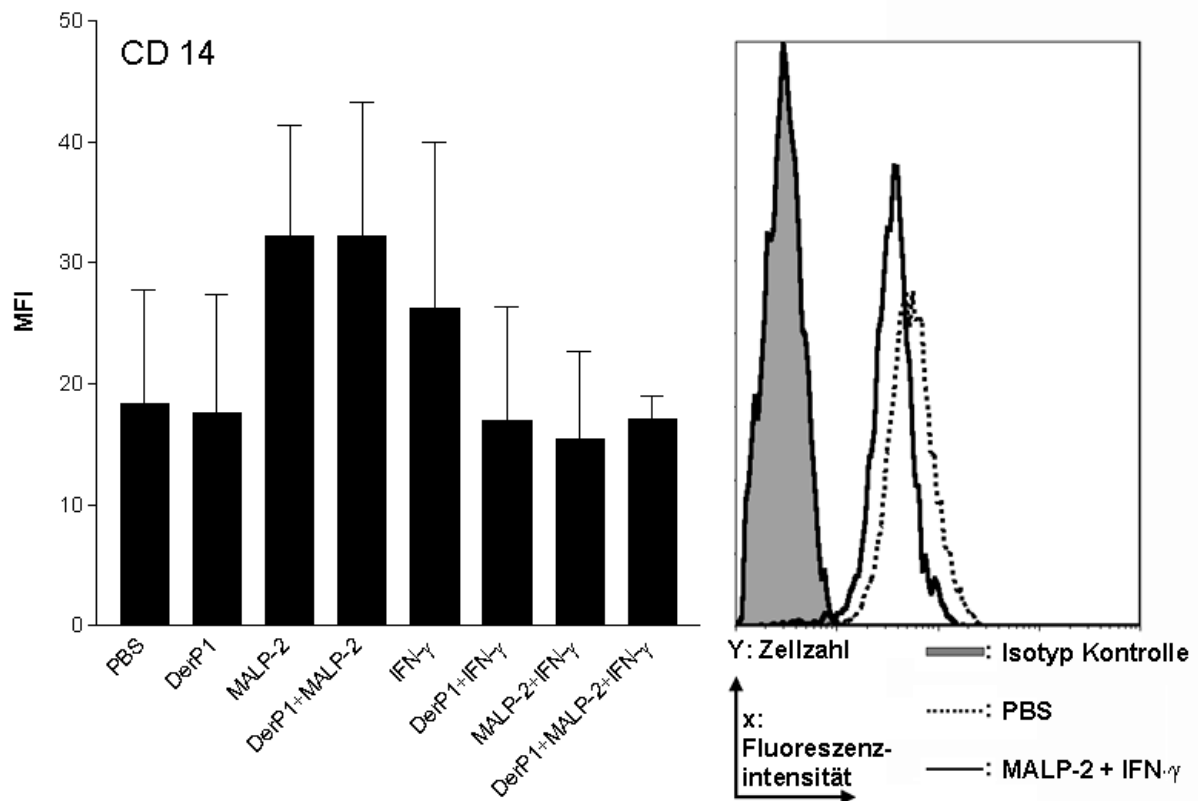 50
CD 14
40
30
20
10
0
MFI
PBS
DerP1
MALP-2
DerP1+MALP-2
IFN-γ
DerP1+IFN-γ
MALP-2+IFN-γ
DerP1+MALP-2+IFN-γ
Y: Zellzahl
x:
Fluoreszenz-
intensität
: Isotyp Kontrolle
: PBS
: MALP-2 + IFN-γ